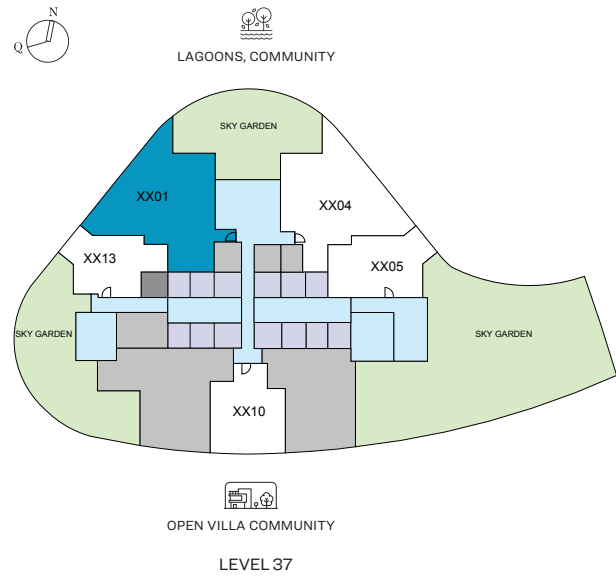 N
Q
LAGOONS, COMMUNITY
SKY GARDEN
XX01
XX04
XX13
XX05
SKY GARDEN
SKY GARDEN
XX10
OPEN VILLA COMMUNITY
LEVEL 37